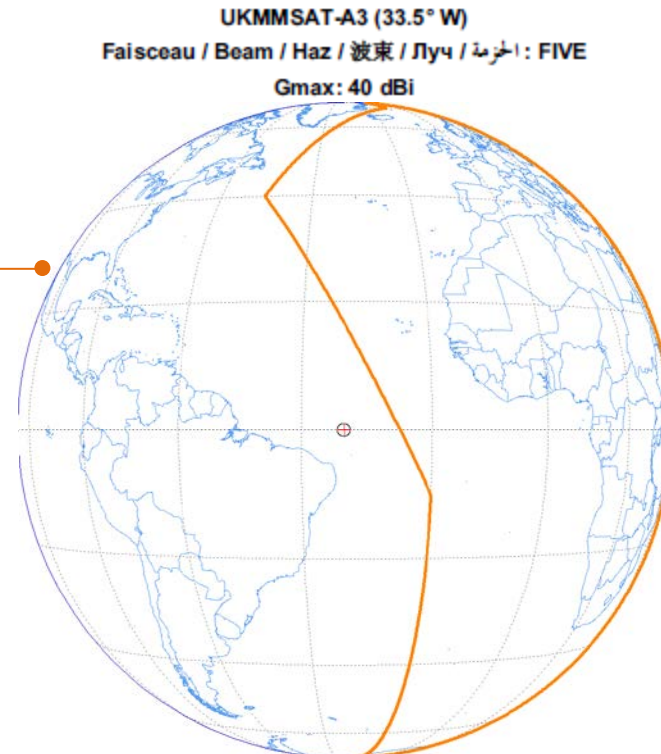 UKMMSAT-A3 (33.5° W)
Faisceau / Beam / Haz / 波束 / Луч / الحزمة : FIVE
Gmax: 40 dBi